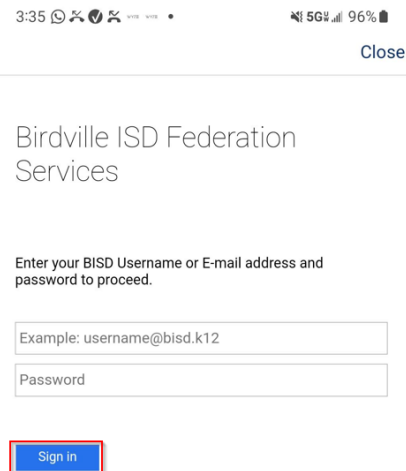 3:35 5G 96%
Close
Birdville ISD Federation
Services
Enter your BISD Username or E-mail address and
password to proceed.
Example: username@bisd.k12
Password
Sign in